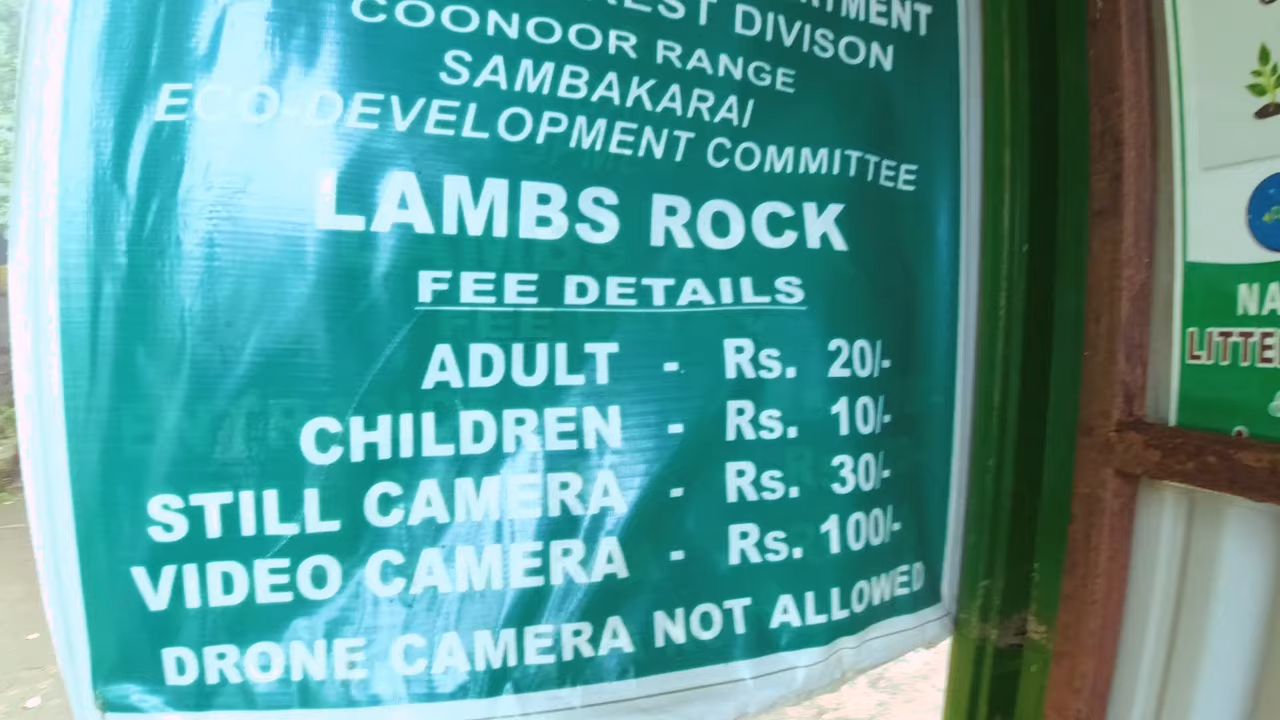 DIVISON
COONOOR RANGE
SAMBAKARAI
ECO-DEVELOPMENT COMMITTEE
LAMBS ROCK
FEE DETAILS
ADULT - Rs. 20/-
CHILDREN - Rs. 10/-
STILL CAMERA - Rs. 30/-
VIDEO CAMERA - Rs. 100/-
DRONE CAMERA NOT ALLOWED